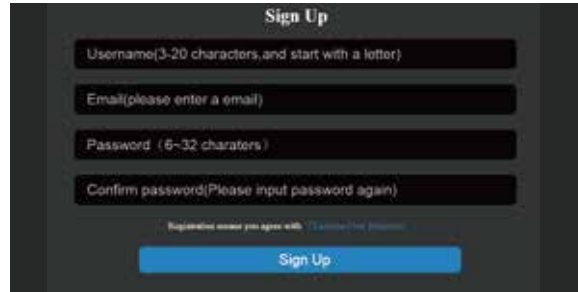 Sign Up
Username(3-20 characters,and start with a letter)
Email(please enter a email)
Password（6~32 charaters）
Confirm password(Please input password again)
Registration means you agree with
Sign Up